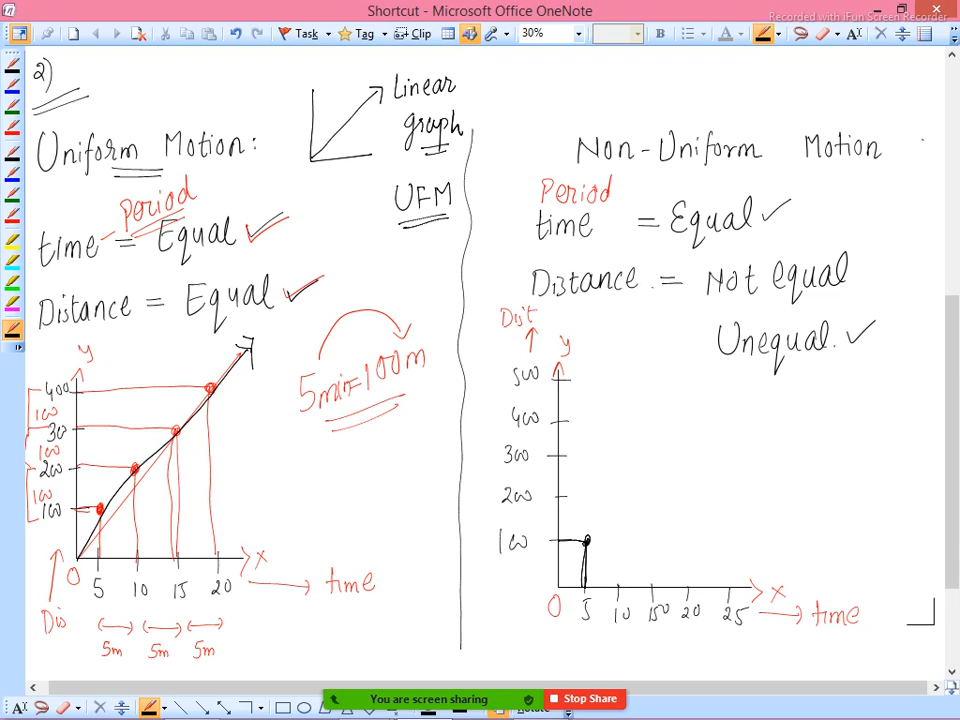 Shortcut - Microsoft Office OneNote
Recorded with iFun Screen Recorder
Task
Tag
Clip
30%
B
A
2)
Linear
graph
Uniform Motion:
UFM
Period
time = Equal
Distance = Equal
5min=100m
y
400
100
300
100
200
100
100
0
5 10 15 20
x
time
Dis
5m 5m 5m
Non-Uniform Motion
Period
time = Equal
Distance = Not equal
Unequal.
Dist
y
500
400
300
200
100
0
5 10 150 20 25
x
time
You are screen sharing
Stop Share
Rotate